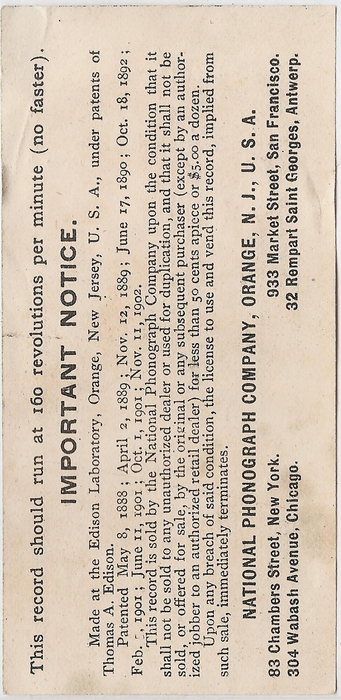 This record should run at 160 revolutions per minute (no faster).
IMPORTANT NOTICE.
Made at the Edison Laboratory, Orange, New Jersey, U. S. A., under patents of
Thomas A. Edison.
Patented May 8, 1888; April 2, 1889; Nov. 12, 1889; June 17, 1890; Oct. 18, 1892;
Feb. 1901; June 11, 1901; Oct. 1, 1901; Nov. 11, 1902.
This record is sold by the National Phonograph Company upon the condition that it
shall not be sold to any unauthorized dealer or used for duplication, and that it shall not be
sold, or offered for sale, by the original or any subsequent purchaser (except by an author-
ized jobber to an authorized retail dealer) for less than 50 cents apiece or $5.00 a dozen.
Upon any breach of said condition, the license to use and vend this record, implied from
such sale, immediately terminates.
NATIONAL PHONOGRAPH COMPANY, ORANGE, N. J., U. S. A.
83 Chambers Street, New York. 933 Market Street, San Francisco.
304 Wabash Avenue, Chicago. 32 Rempart Saint Georges, Antwerp.